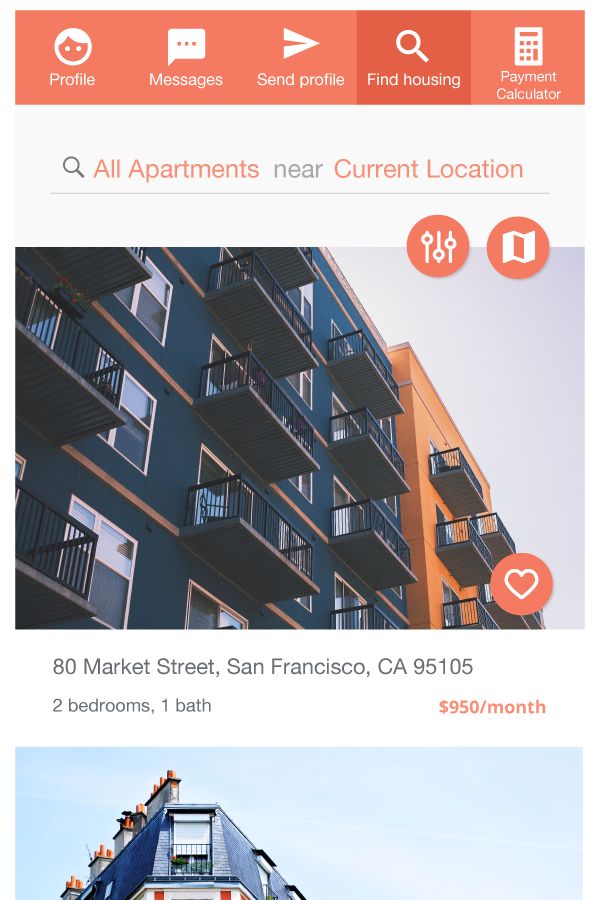 Profile
Messages
Send profile
Find housing
Payment
Calculator
All Apartments near Current Location
80 Market Street, San Francisco, CA 95105
2 bedrooms, 1 bath
$950/month